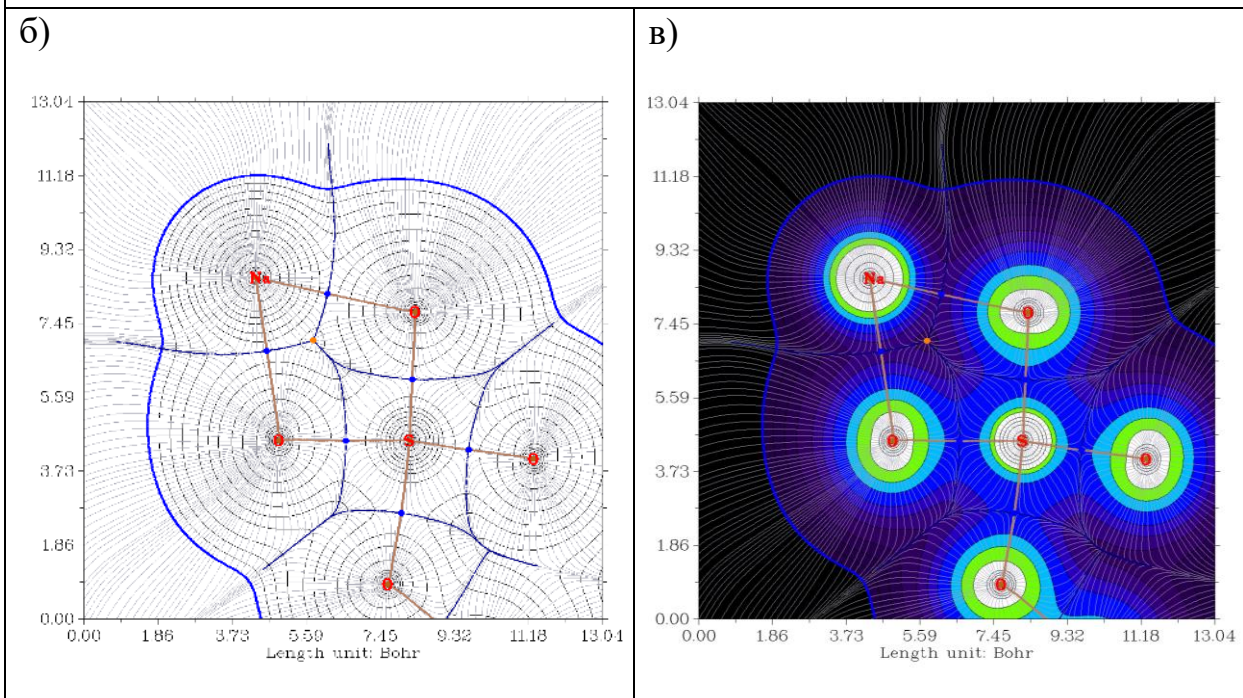 б)
в)
13.04
11.18
9.32
7.45
5.59
3.73
1.86
0.00
Na
O
O
S
O
O
0.00 1.86 3.73 5.59 7.45 9.32 11.18 13.04
Length unit: Bohr
13.04
11.18
9.32
7.45
5.59
3.73
1.86
0.00
Na
O
O
S
O
O
0.00 1.86 3.73 5.59 7.45 9.32 11.18 13.04
Length unit: Bohr